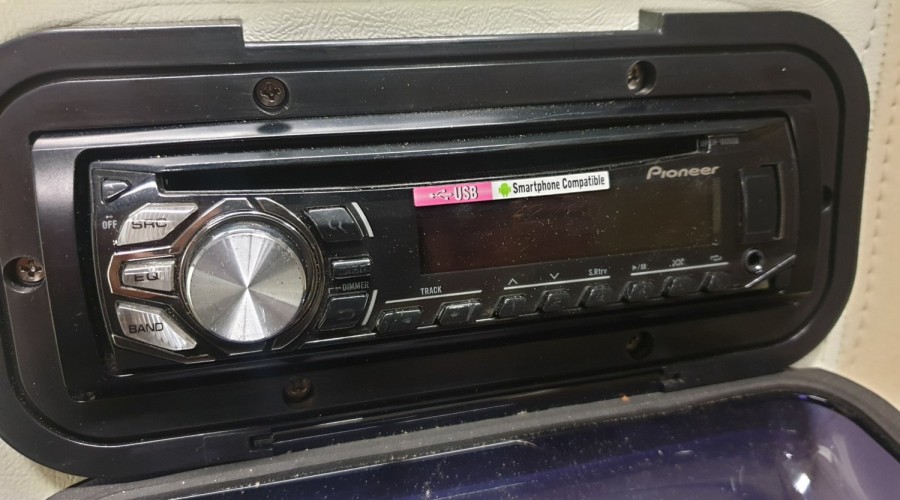 Pioneer
USB
Smartphone Compatible
OFF
SRC
EQ
BAND
DIMMER
TRACK
S.Rtrv